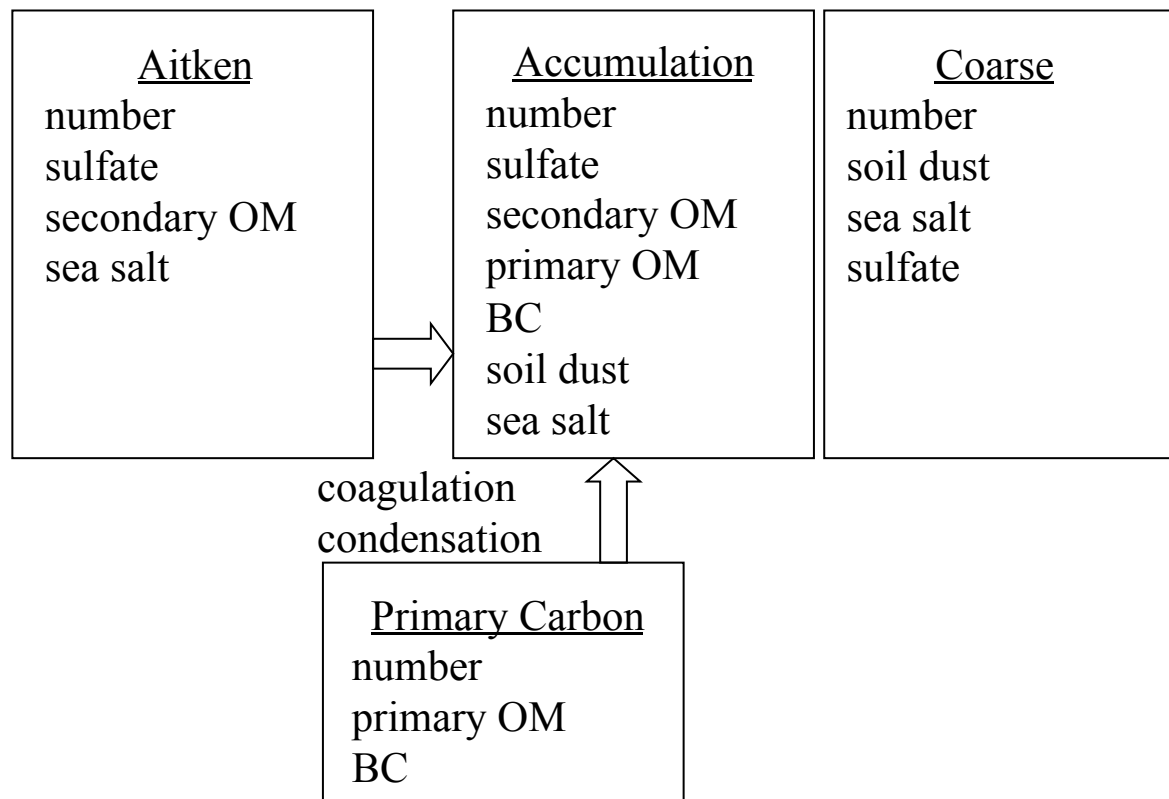 Aitken
number
sulfate
secondary OM
sea salt
Accumulation
number
sulfate
secondary OM
primary OM
BC
soil dust
sea salt
Coarse
number
soil dust
sea salt
sulfate
coagulation
condensation
Primary Carbon
number
primary OM
BC